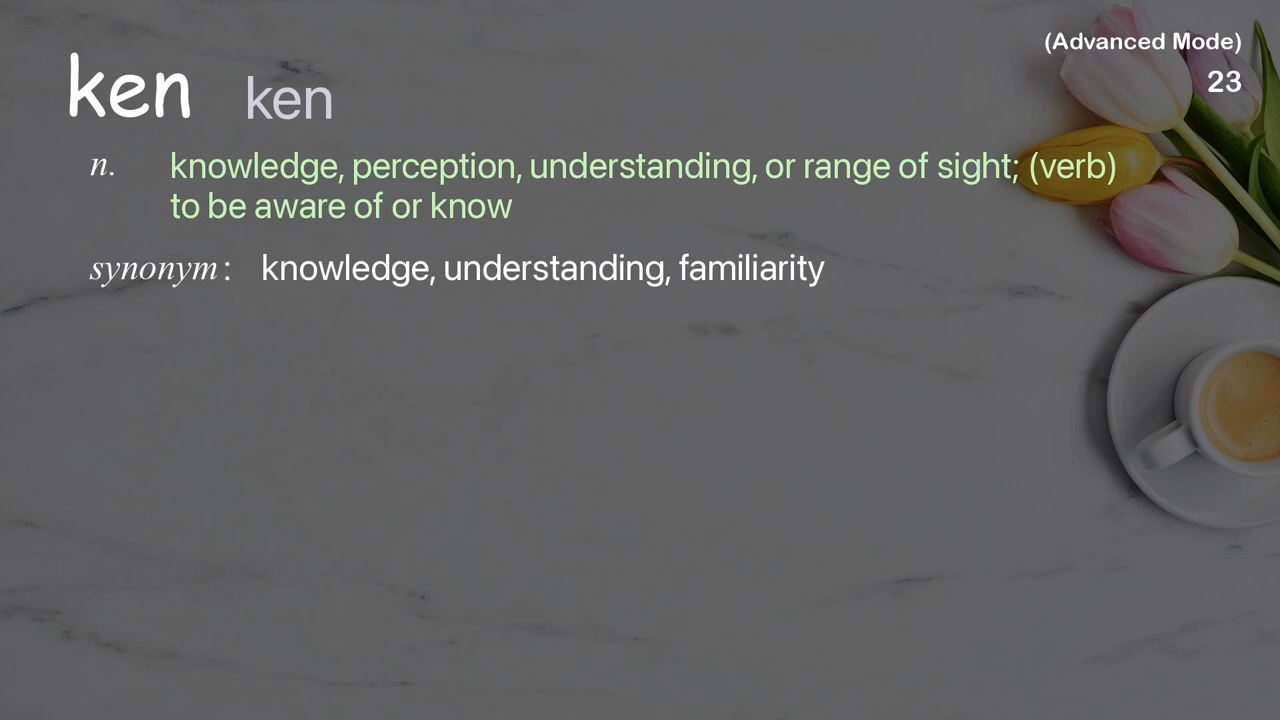 (Advanced Mode)
23
ken ken
n. knowledge, perception, understanding, or range of sight; (verb)
to be aware of or know
synonym: knowledge, understanding, familiarity